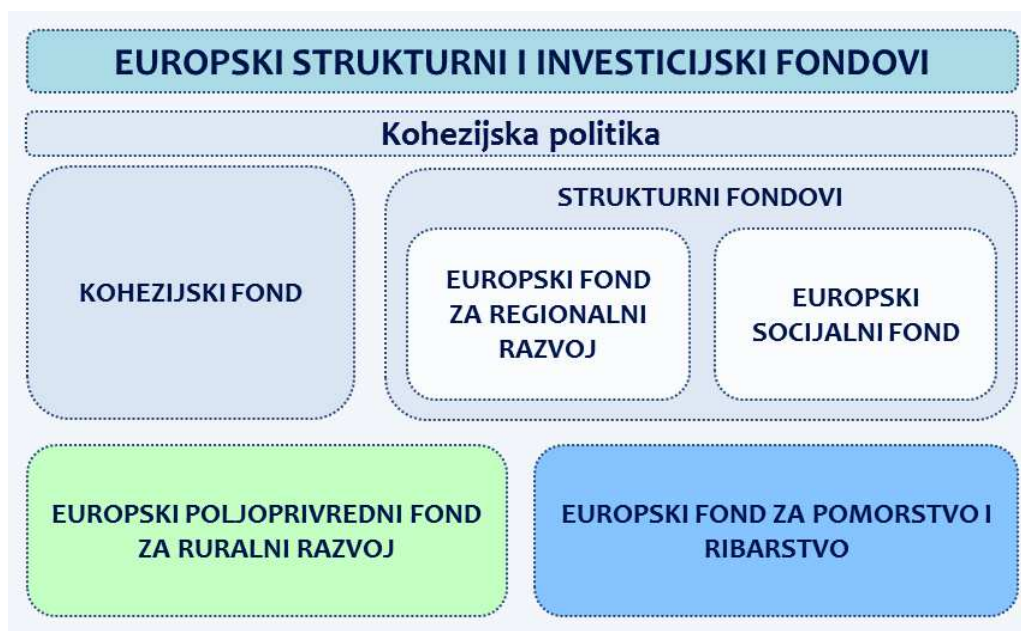 EUROPSKI STRUKTURNI I INVESTICIJSKI FONDOVI
Kohezijska politika
KOHEZIJSKI FOND
STRUKTURNI FONDOVI
EUROPSKI FOND
ZA REGIONALNI
RAZVOJ
EUROPSKI
SOCIJALNI FOND
EUROPSKI POLJOPRIVREDNI FOND
ZA RURALNI RAZVOJ
EUROPSKI FOND ZA POMORSTVO I
RIBARSTVO